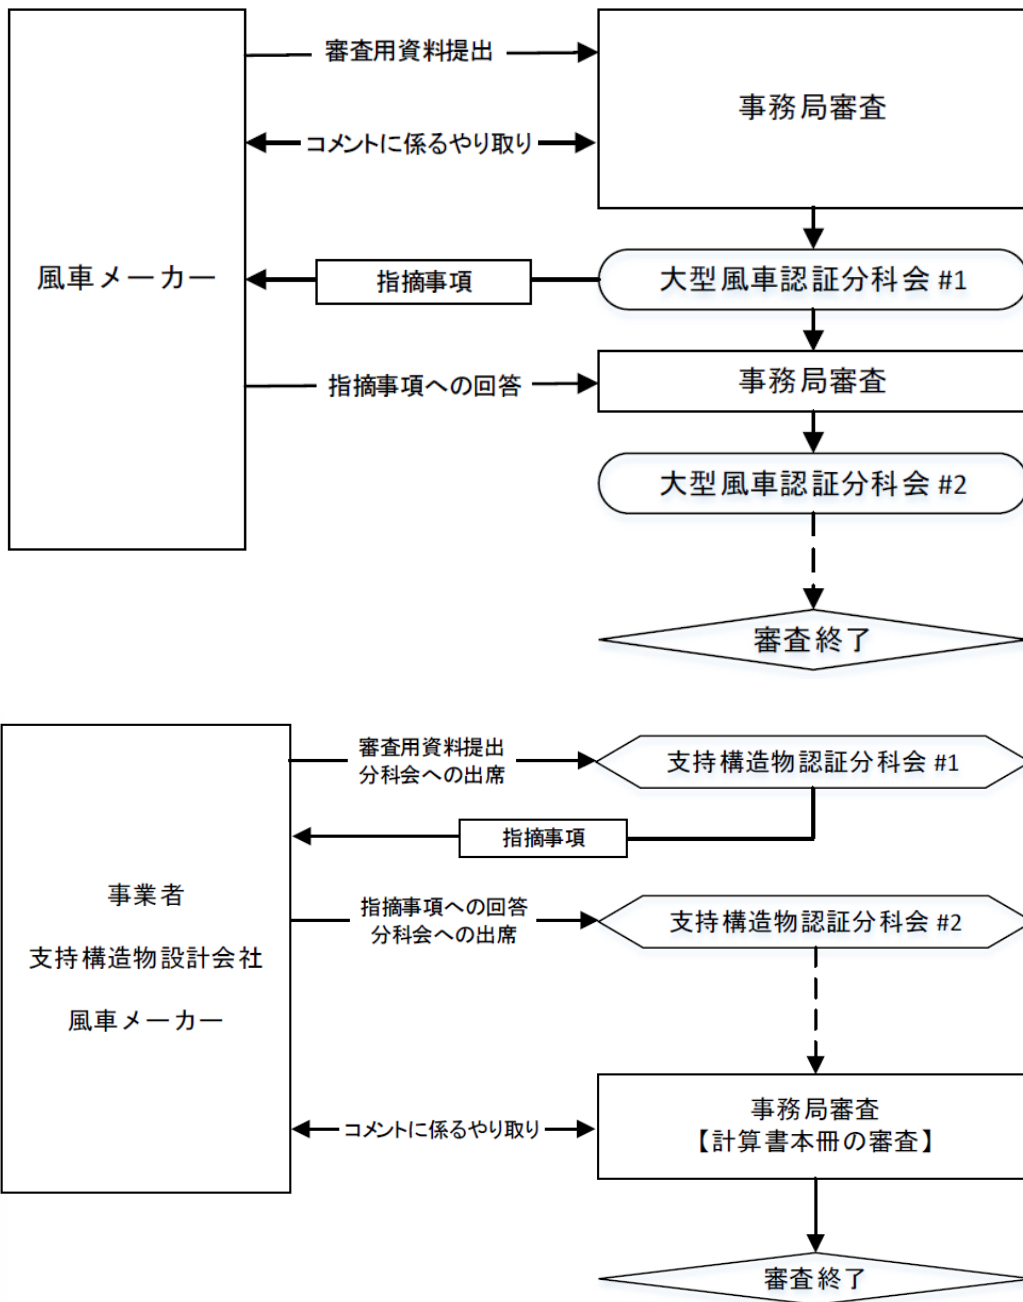 審査用資料提出
事務局審査
コメントに係るやり取り
風車メーカー
指摘事項
大型風車認証分科会 #1
指摘事項への回答
事務局審査
大型風車認証分科会 #2
審査終了
審査用資料提出
分科会への出席
支持構造物認証分科会 #1
指摘事項
事業者
支持構造物設計会社
風車メーカー
指摘事項への回答
分科会への出席
支持構造物認証分科会 #2
コメントに係るやり取り
事務局審査
【計算書本冊の審査】
審査終了